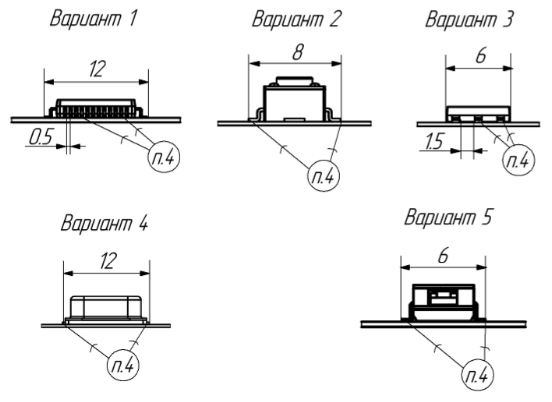 Вариант 1
Вариант 2
Вариант 3
12
8
6
0.5
1.5
п.4
п.4
п.4
Вариант 4
Вариант 5
12
6
п.4
п.4